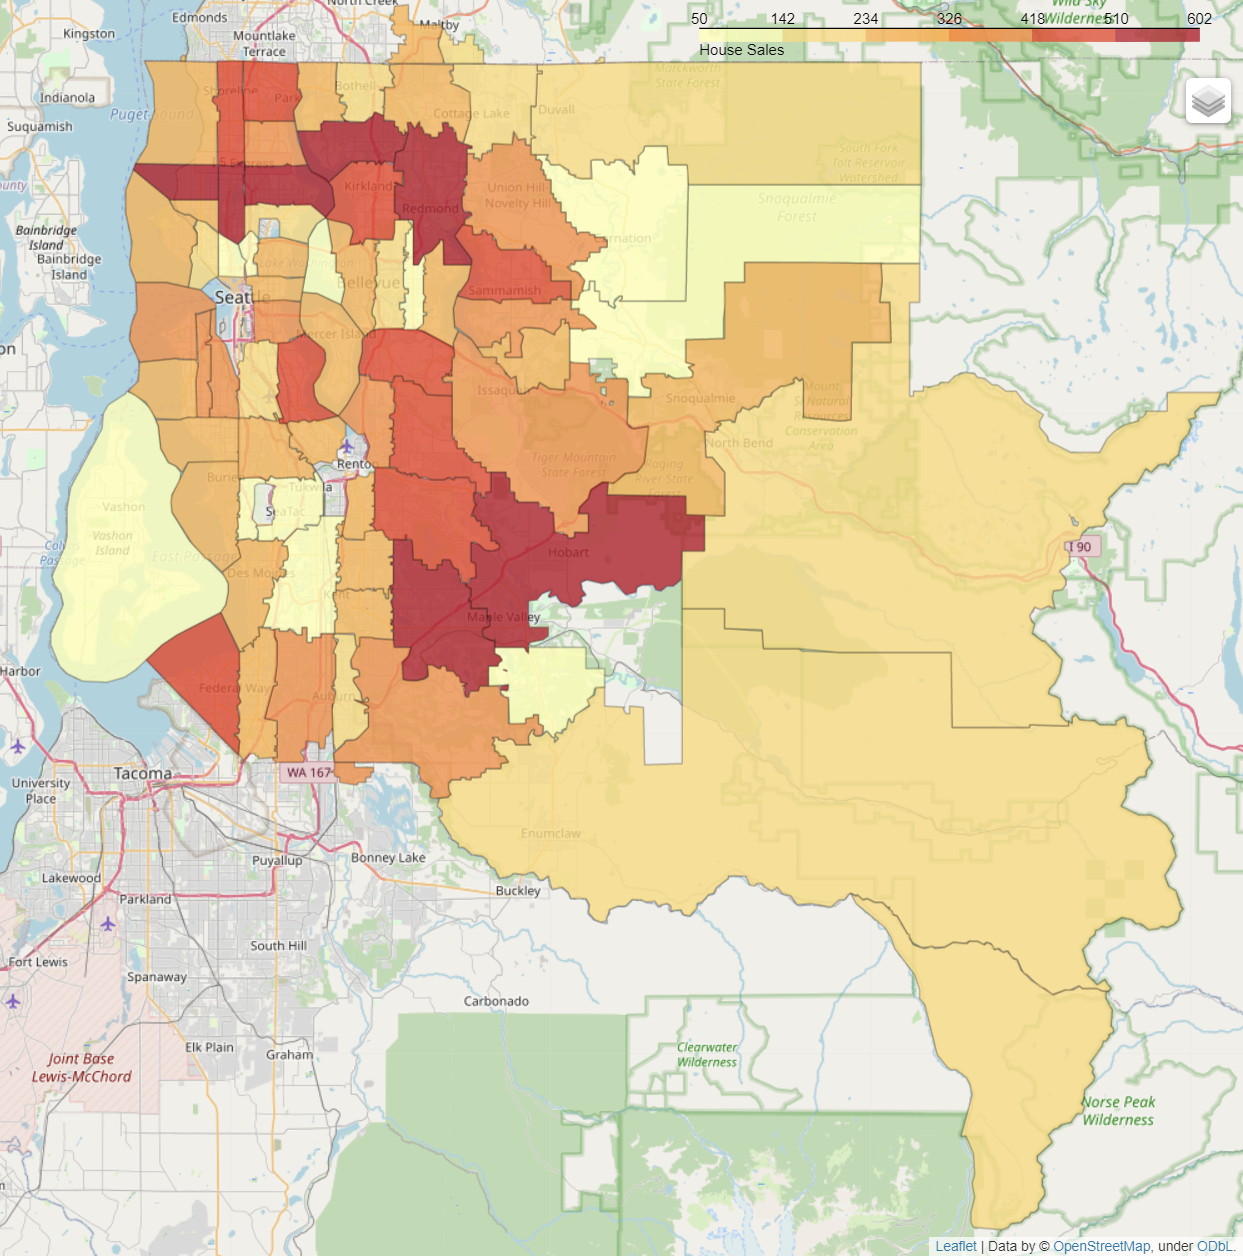 50 142 234 326 418 510 602
House Sales
Wild Sky
Wilderness
North Creek
Edmonds
Maltby
Kingston
Mountlake
Terrace
Marckworth
State Forest
Indianola
Shoreline
Park
Bothell
Puget Sound
Cottage Lake
Duvall
Suquamish
I 5 Express
South Fork
Tolt Reservoir
Watershed
Kirkland
Union Hill-
Novelty Hill
Redmond
Snoqualmie
Forest
Bainbridge
Island
Bainbridge
Island
Carnation
Lake Washington
Bellevue
Sammamish
Seattle
Mercer Island
Issaquah
Snoqualmie
Mount
Si Natural
Resources
Conservation
Area
North Bend
Tiger Mountain
State Forest
Raging
River State
Forest
Renton
Burien
Tukwila
SeaTac
Vashon
Vashon
Island
East Passage
Colvos
Passage
Hobart
I 90
Des Moines
Kent
Maple Valley
Harbor
Federal Way
Auburn
Tacoma
WA 167
University
Place
Enumclaw
Puyallup
Bonney Lake
Lakewood
Buckley
Parkland
South Hill
Fort Lewis
Spanaway
Carbonado
Elk Plain
Graham
Joint Base
Lewis-McChord
Clearwater
Wilderness
Norse Peak
Wilderness
Leaflet | Data by © OpenStreetMap, under ODbL.